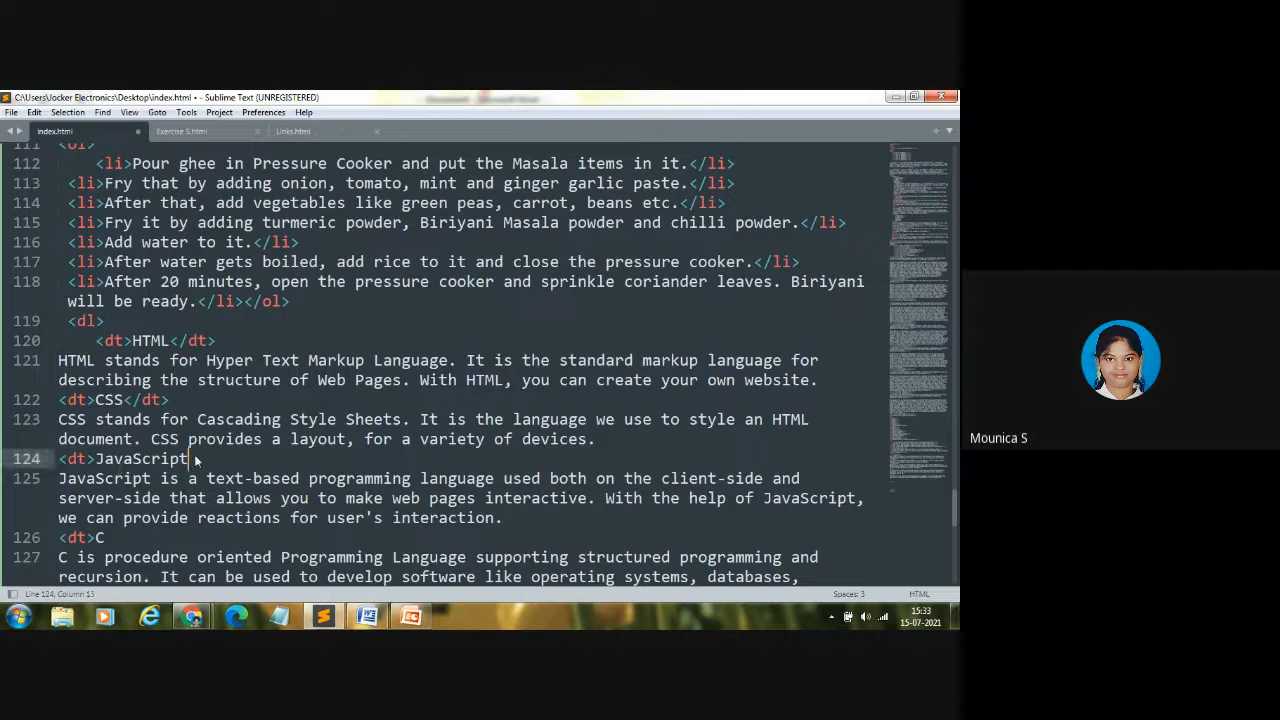 C:\Users\Jocker Electronics\Desktop\index.html • - Sublime Text (UNREGISTERED)
File Edit Selection Find View Goto Tools Project Preferences Help
index.html Exercise 5.html Links.html
111 <ol>
112 <li>Pour ghee in Pressure Cooker and put the Masala items in it.</li>
113 <li>Fry that by adding onion, tomato, mint and ginger garlic paste.</li>
114 <li>After that add vegetables like green peas, carrot, beans etc.</li>
115 <li>Fry it by adding turmeric powder, Biriyani Masala powder and chilli powder.</li>
116 <li>Add water to it.</li>
117 <li>After water gets boiled, add rice to it and close the pressure cooker.</li>
118 <li>After 20 minutes, open the pressure cooker and sprinkle coriander leaves. Biriyani
will be ready.</li></ol>
119 <dl>
120 <dt>HTML</dt>
121 HTML stands for Hyper Text Markup Language. It is the standard markup language for
describing the structure of Web Pages. With HTML, you can create your own website.
122 <dt>CSS</dt>
123 CSS stands for Cascading Style Sheets. It is the language we use to style an HTML
document. CSS provides a layout, for a variety of devices.
124 <dt>JavaScript
125 JavaScript is a text-based programming language used both on the client-side and
server-side that allows you to make web pages interactive. With the help of JavaScript,
we can provide reactions for user's interaction.
126 <dt>C
127 C is procedure oriented Programming Language supporting structured programming and
recursion. It can be used to develop software like operating systems, databases,
Line 124, Column 15 Spaces: 3 HTML
15:33
15-07-2021
Mounica S